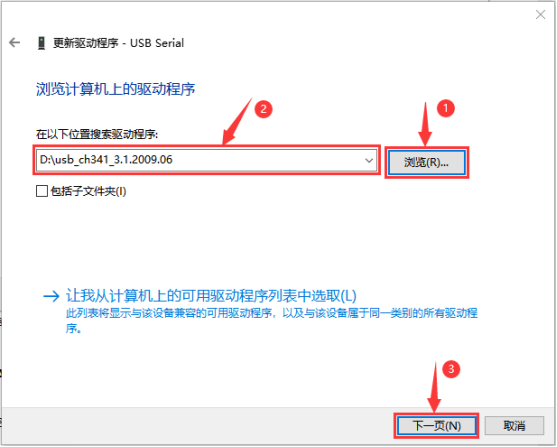 更新驱动程序 - USB Serial
浏览计算机上的驱动程序
2
1
在以下位置搜索驱动程序:
D:\usb_ch341_3.1.2009.06
浏览(R)...
包括子文件夹(I)
让我从计算机上的可用驱动程序列表中选取(L)
此列表将显示与该设备兼容的可用驱动程序，以及与该设备属于同一类别的所有驱动程
序。
3
下一页(N)
取消